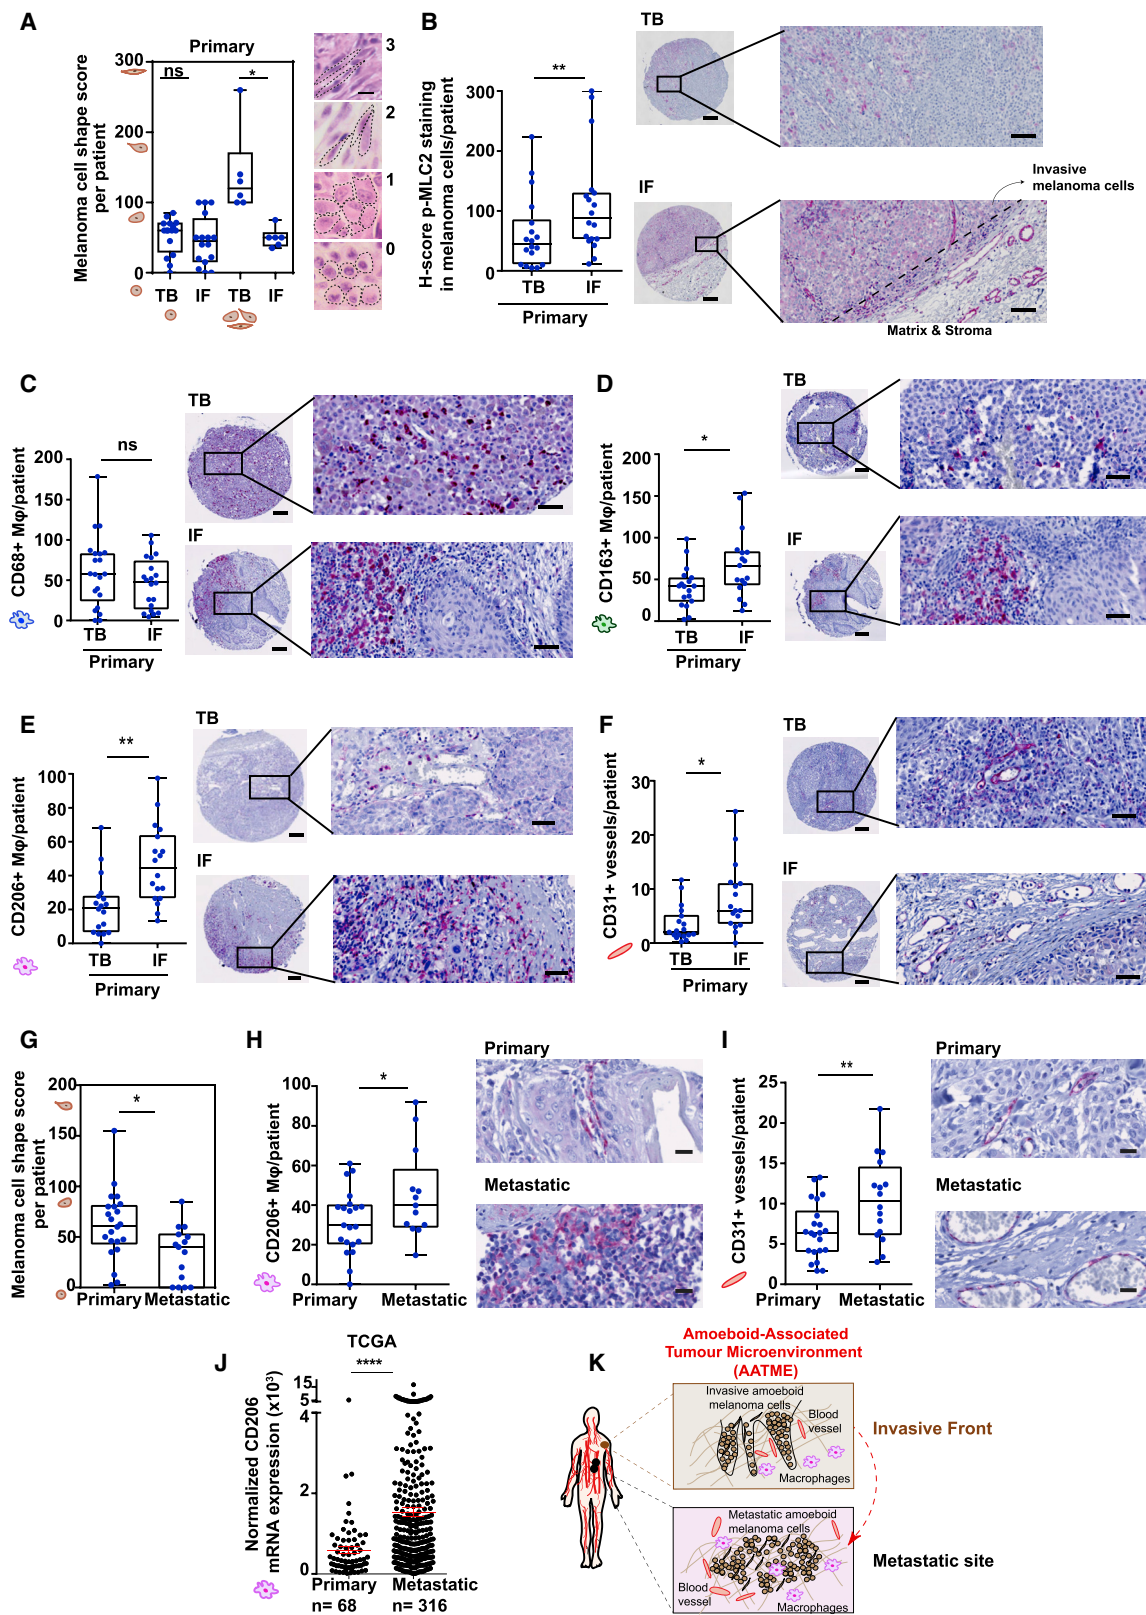 A
Primary
Melanoma cell shape score
per patient
300
200
100
0
ns
*
TB
IF
TB
IF
3
2
1
0
B
H-score p-MLC2 staining
in melanoma cells/patient
300
200
100
0
**
TB
IF
Primary
TB
IF
Invasive
melanoma cells
Matrix & Stroma
C
CD68+ Mφ/patient
200
150
100
50
0
ns
TB
IF
Primary
TB
IF
D
CD163+ Mφ/patient
200
150
100
50
0
*
TB
IF
Primary
TB
IF
E
CD206+ Mφ/patient
100
80
60
40
20
0
**
TB
IF
Primary
TB
IF
F
CD31+ vessels/patient
30
20
10
0
*
TB
IF
Primary
TB
IF
G
Melanoma cell shape score
per patient
200
150
100
50
0
*
Primary
Metastatic
H
CD206+ Mφ/patient
100
80
60
40
20
0
*
Primary
Metastatic
Primary
Metastatic
I
CD31+ vessels/patient
25
20
15
10
5
0
**
Primary
Metastatic
Primary
Metastatic
J
TCGA
Normalized CD206
mRNA expression (x10³)
15
5
4
2
0
****
Primary
n= 68
Metastatic
n= 316
K
Amoeboid-Associated
Tumour Microenvironment
(AATME)
Invasive amoeboid
melanoma cells
Blood
vessel
Macrophages
Invasive Front
Metastatic amoeboid
melanoma cells
Blood
vessel
Macrophages
Metastatic site